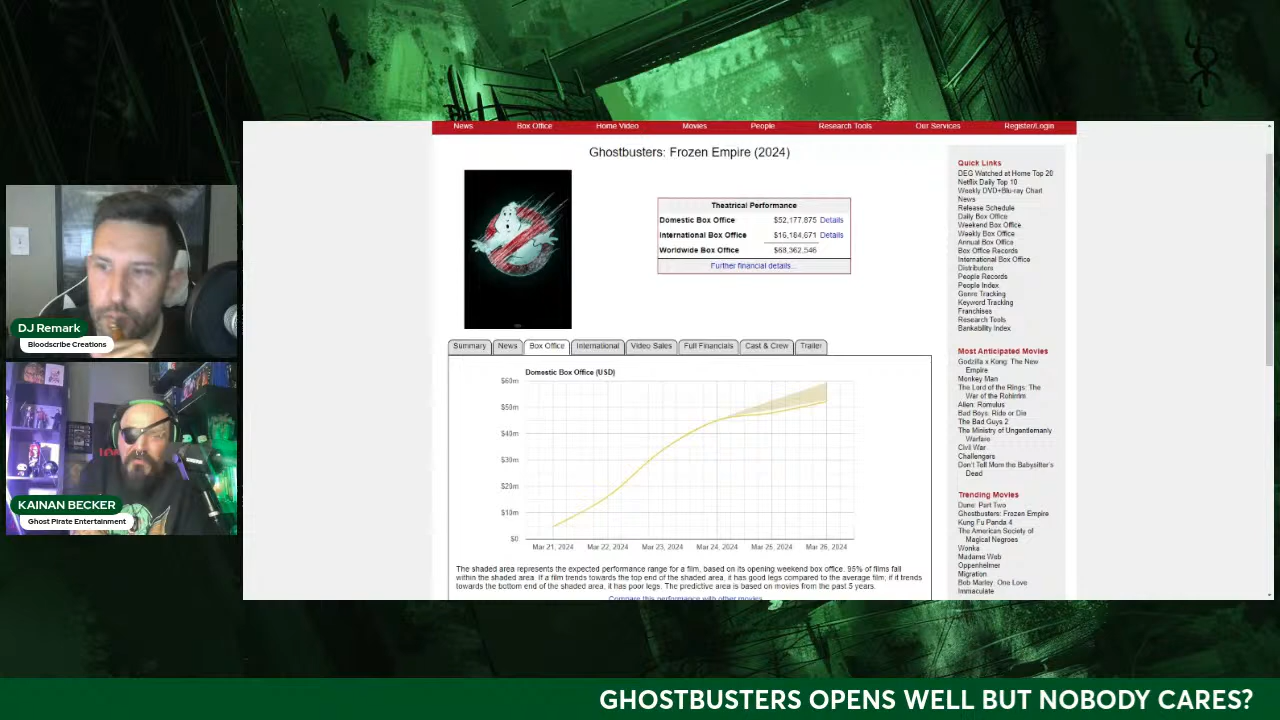 News Box Office Home Video Movies People Research Tools Our Services Register/Login
Ghostbusters: Frozen Empire (2024)
Theatrical Performance
Domestic Box Office $52,177,875 Details
International Box Office $16,184,671 Details
Worldwide Box Office $68,362,546
Further financial details...
Summary News Box Office International Video Sales Full Financials Cast & Crew Trailer
Domestic Box Office (USD)
$60m
$50m
$40m
$30m
$20m
$10m
$0
Mar 21, 2024 Mar 22, 2024 Mar 23, 2024 Mar 24, 2024 Mar 25, 2024 Mar 26, 2024
The shaded area represents the expected performance range for a film, based on its opening weekend box office. 95% of films fall
within the shaded area. If a film trends towards the top end of the shaded area, it has good legs compared to the average film, if it trends
towards the bottom end of the shaded area, it has poor legs. The predictive area is based on movies from the past 5 years.
Compare this performance with other movies
Quick Links
DEG Watched at Home Top 20
Netflix Daily Top 10
Weekly DVD+Blu-ray Chart
News
Release Schedule
Daily Box Office
Weekend Box Office
Weekly Box Office
Annual Box Office
Box Office Records
International Box Office
Distributors
People Records
People Index
Genre Tracking
Keyword Tracking
Franchises
Research Tools
Bankability Index
Most Anticipated Movies
Godzilla x Kong: The New
Empire
Monkey Man
The Lord of the Rings: The
War of the Rohirrim
Alien: Romulus
Bad Boys: Ride or Die
The Bad Guys 2
The Ministry of Ungentlemanly
Warfare
Civil War
Challengers
Don't Tell Mom the Babysitter's
Dead
Trending Movies
Dune: Part Two
Ghostbusters: Frozen Empire
Kung Fu Panda 4
The American Society of
Magical Negroes
Wonka
Madame Web
Oppenheimer
Migration
Bob Marley: One Love
Immaculate
DJ Remark
Bloodscribe Creations
KAINAN BECKER
Ghost Pirate Entertainment
GHOSTBUSTERS OPENS WELL BUT NOBODY CARES?